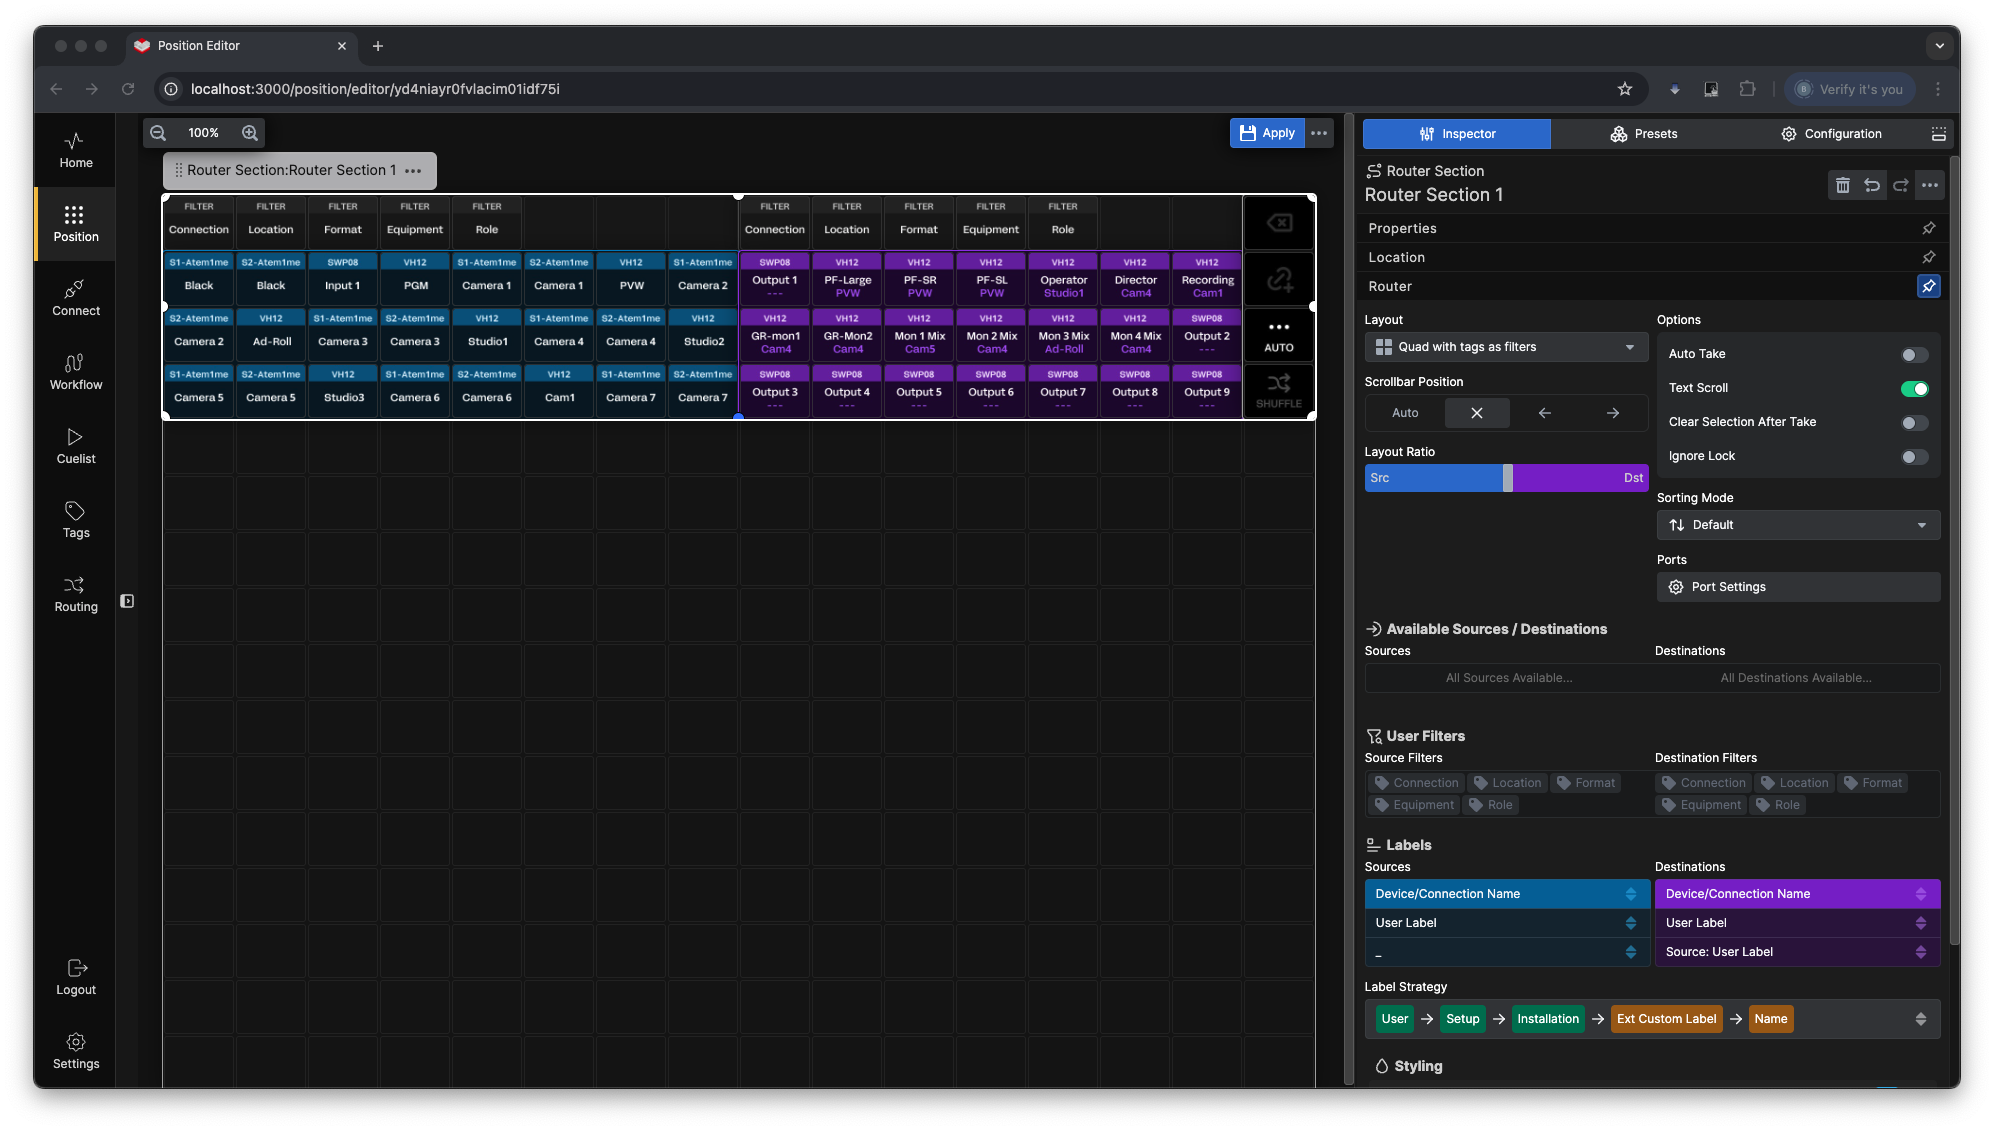 Position Editor
localhost:3000/position/editor/yd4niayr0fvlacim01idf75i
Verify it's you
Home
Position
Connect
Workflow
Cuelist
Tags
Routing
Logout
Settings
100%
Apply
Router Section:Router Section 1
FILTER FILTER FILTER FILTER FILTER FILTER FILTER FILTER FILTER FILTER
Connection Location Format Equipment Role Connection Location Format Equipment Role
S1-Atem1me S2-Atem1me SWP08 VH12 S1-Atem1me S2-Atem1me VH12 S1-Atem1me SWP08 VH12 VH12 VH12 VH12 VH12 VH12
Black Black Input 1 PGM Camera 1 Camera 1 PVW Camera 2 Output 1 PF-Large PF-SR PF-SL Operator Director Recording
--- PVW PVW PVW Studio1 Cam4 Cam1
S2-Atem1me VH12 S1-Atem1me S2-Atem1me VH12 S1-Atem1me S2-Atem1me VH12 VH12 VH12 VH12 VH12 VH12 VH12 SWP08
Camera 2 Ad-Roll Camera 3 Camera 3 Studio1 Camera 4 Camera 4 Studio2 GR-mon1 GR-Mon2 Mon 1 Mix Mon 2 Mix Mon 3 Mix Mon 4 Mix Output 2
Cam4 Cam4 Cam5 Cam4 Ad-Roll Cam4 ---
AUTO
S1-Atem1me S2-Atem1me VH12 S1-Atem1me S2-Atem1me VH12 S1-Atem1me S2-Atem1me SWP08 SWP08 SWP08 SWP08 SWP08 SWP08 SWP08
Camera 5 Camera 5 Studio3 Camera 6 Camera 6 Cam1 Camera 7 Camera 7 Output 3 Output 4 Output 5 Output 6 Output 7 Output 8 Output 9
--- --- --- --- --- --- ---
SHUFFLE
Inspector Presets Configuration
Router Section
Router Section 1
Properties
Location
Router
Layout
Quad with tags as filters
Scrollbar Position
Auto
Layout Ratio
Src Dst
Options
Auto Take
Text Scroll
Clear Selection After Take
Ignore Lock
Sorting Mode
Default
Ports
Port Settings
Available Sources / Destinations
Sources Destinations
All Sources Available... All Destinations Available...
User Filters
Source Filters Destination Filters
Connection Location Format Connection Location Format
Equipment Role Equipment Role
Labels
Sources Destinations
Device/Connection Name Device/Connection Name
User Label User Label
_ Source: User Label
Label Strategy
User Setup Installation Ext Custom Label Name
Styling